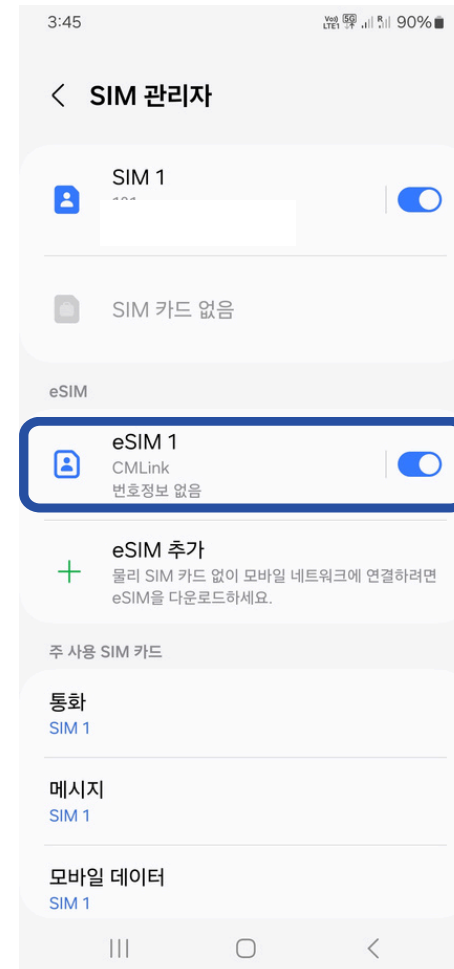 3:45
Vo)) LTE1 5G R 90%
SIM 관리자
SIM 1
SIM 카드 없음
eSIM
eSIM 1
CMLink
번호정보 없음
eSIM 추가
물리 SIM 카드 없이 모바일 네트워크에 연결하려면
eSIM을 다운로드하세요.
주 사용 SIM 카드
통화
SIM 1
메시지
SIM 1
모바일 데이터
SIM 1